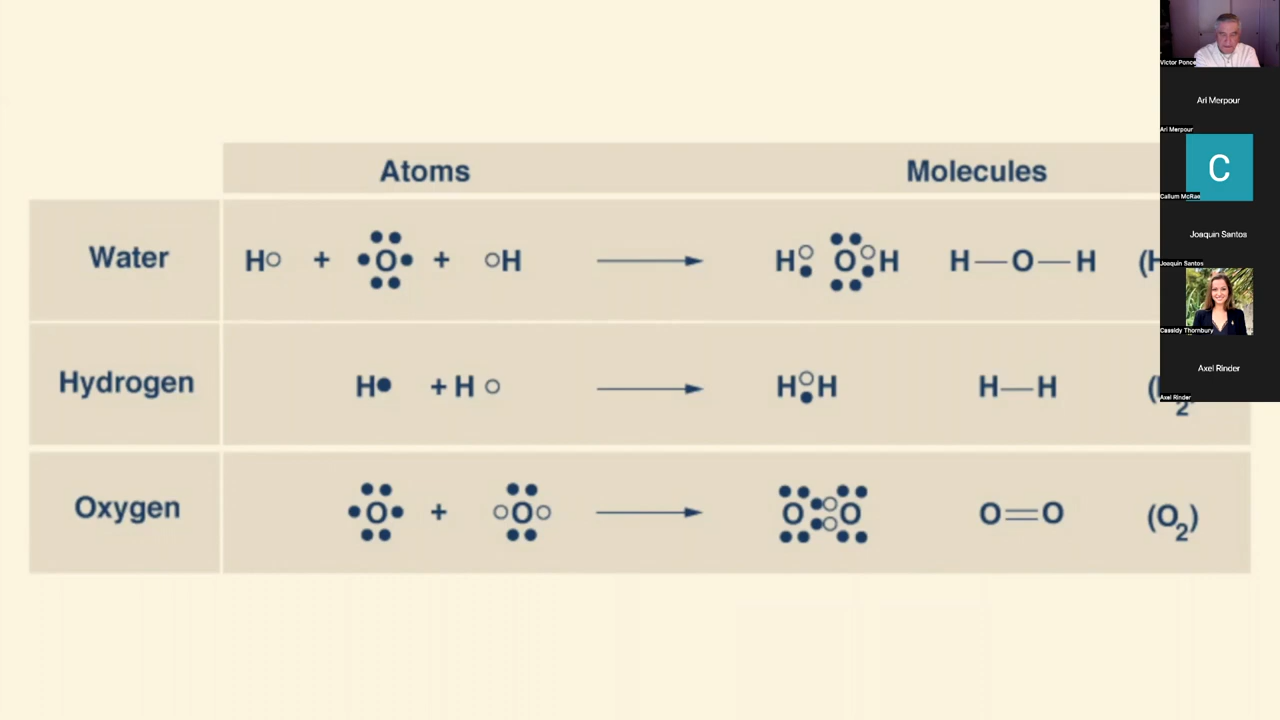 Atoms Molecules
Water H + O + H H O H H—O—H (H
Hydrogen H + H H H H—H ( 2
Oxygen O + O O O O=O (O2)
Victor Ponce
Ari Merpour
Ari Merpour
C
Callum McRae
Joaquin Santos
Joaquin Santos
Cassidy Thornbury
Axel Rinder
Axel Rinder